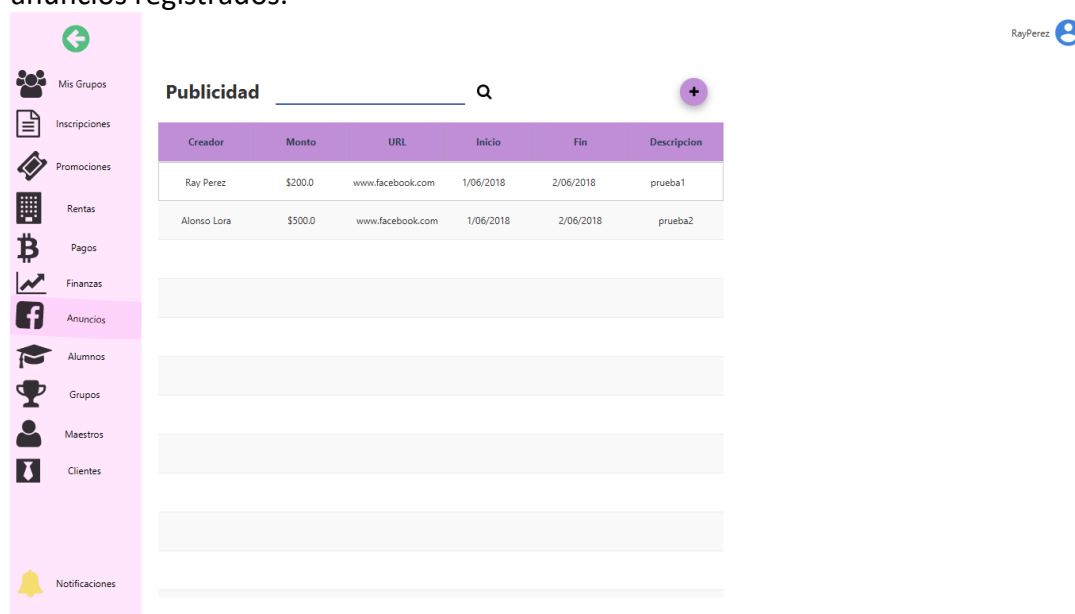 anuncios registrados.
RayPerez
Mis Grupos
Inscripciones
Promociones
Rentas
Pagos
Finanzas
Anuncios
Alumnos
Grupos
Maestros
Clientes
Notificaciones
Publicidad
Creador Monto URL Inicio Fin Descripcion
Ray Perez $200.0 www.facebook.com 1/06/2018 2/06/2018 prueba1
Alonso Lora $500.0 www.facebook.com 1/06/2018 2/06/2018 prueba2